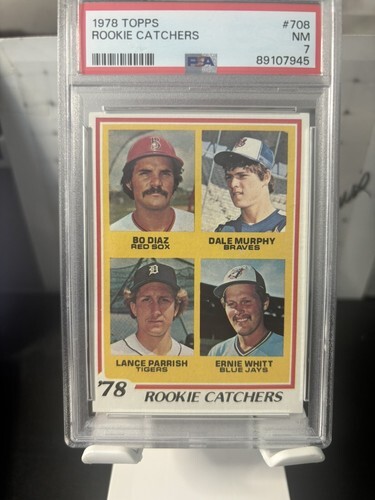 1978 TOPPS #708
ROOKIE CATCHERS NM
7
PSA 89107945
BO DIAZ
RED SOX
DALE MURPHY
BRAVES
LANCE PARRISH
TIGERS
ERNIE WHITT
BLUE JAYS
'78 ROOKIE CATCHERS